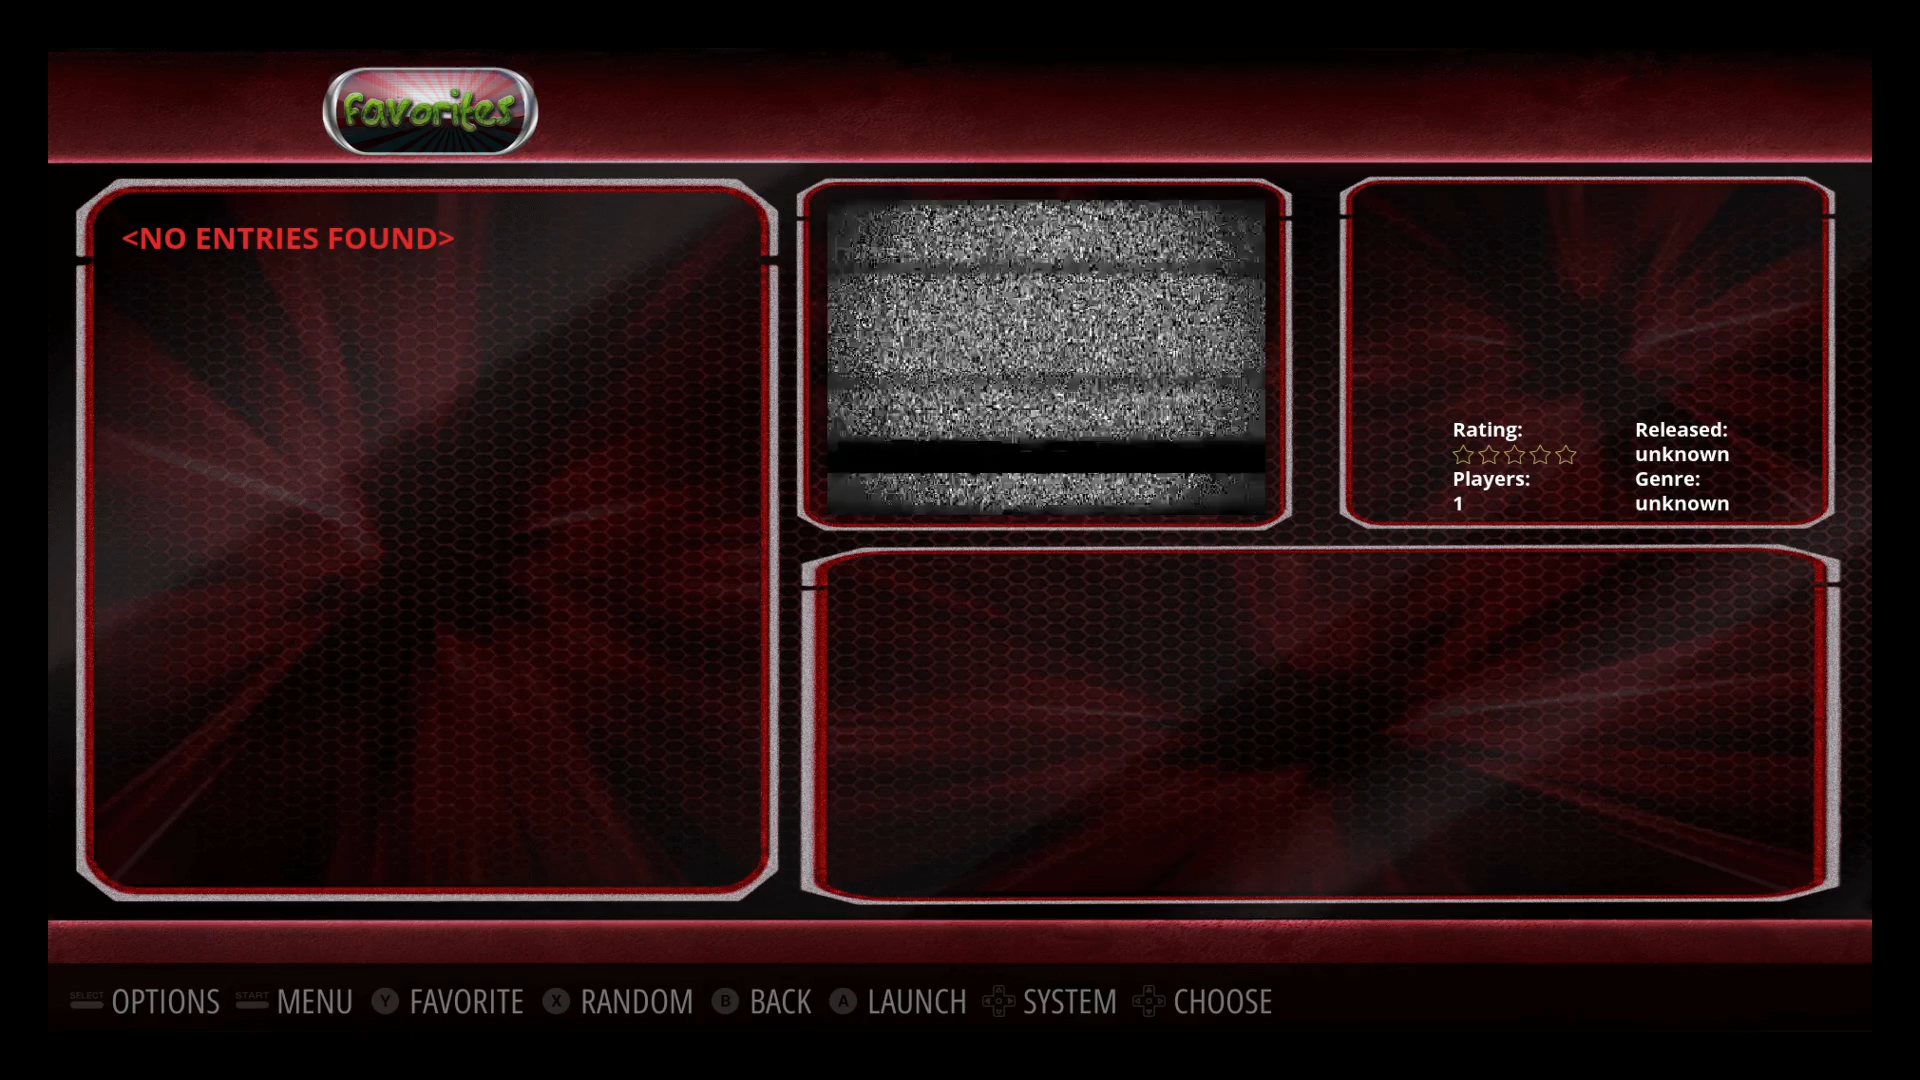 Favorites
<NO ENTRIES FOUND>
Rating:
Players:
1
Released:
unknown
Genre:
unknown
SELECT OPTIONS START MENU Y FAVORITE X RANDOM B BACK A LAUNCH SYSTEM CHOOSE